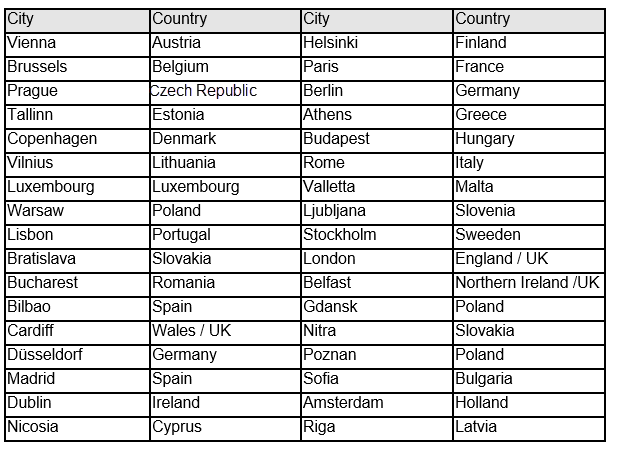 City Country City Country
Vienna Austria Helsinki Finland
Brussels Belgium Paris France
Prague Czech Republic Berlin Germany
Tallinn Estonia Athens Greece
Copenhagen Denmark Budapest Hungary
Vilnius Lithuania Rome Italy
Luxembourg Luxembourg Valletta Malta
Warsaw Poland Ljubljana Slovenia
Lisbon Portugal Stockholm Sweeden
Bratislava Slovakia London England / UK
Bucharest Romania Belfast Northern Ireland /UK
Bilbao Spain Gdansk Poland
Cardiff Wales / UK Nitra Slovakia
Düsseldorf Germany Poznan Poland
Madrid Spain Sofia Bulgaria
Dublin Ireland Amsterdam Holland
Nicosia Cyprus Riga Latvia